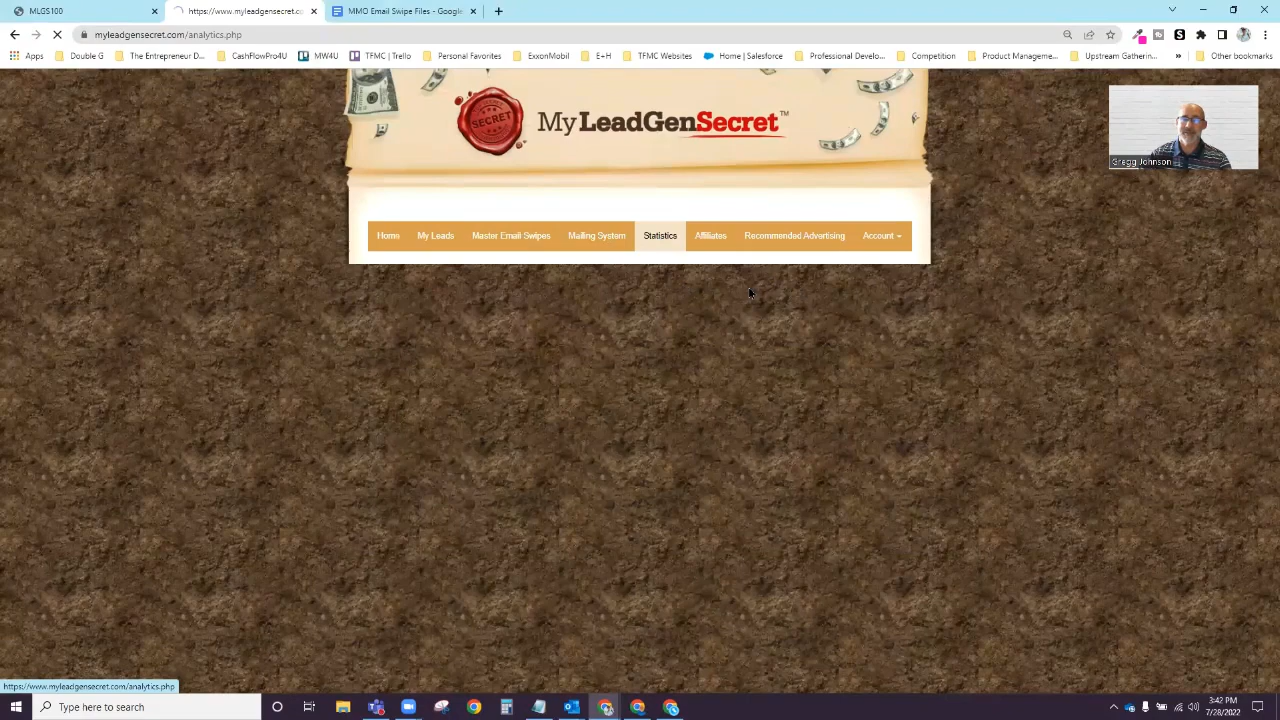 MLGS100
https://www.myleadgensecret.co
MMO Email Swipe Files - Google
myleadgensecret.com/analytics.php
Apps
Double G
The Entrepreneur D...
CashFlowPro4U
MW4U
TFMC | Trello
Personal Favorites
ExxonMobil
E+H
TFMC Websites
Home | Salesforce
Professional Develo...
Competition
Product Manageme...
Upstream Gatherin...
»
Other bookmarks
SECRET
MyLeadGenSecret™
Gregg Johnson
Home
My Leads
Master Email Swipes
Mailing System
Statistics
Affiliates
Recommended Advertising
Account
https://www.myleadgensecret.com/analytics.php
Type here to search
3:42 PM
7/28/2022